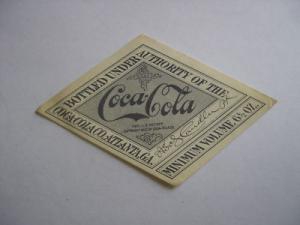 BOTTLED UNDER
AUTHORITY OF THE
Coca-Cola
COCA COLA CO. ATLANTA, GA.
MINIMUM VOLUME 6½ OZ.